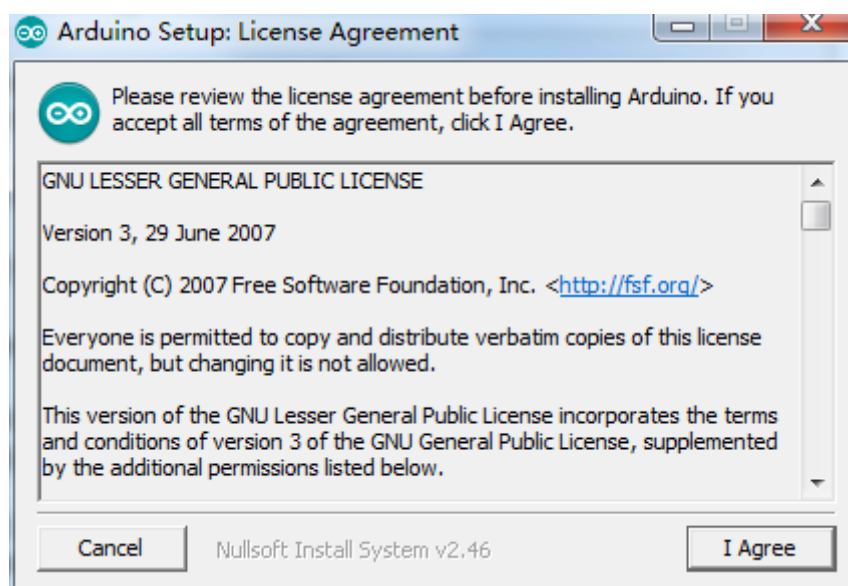 Arduino Setup: License Agreement
Please review the license agreement before installing Arduino. If you
accept all terms of the agreement, click I Agree.
GNU LESSER GENERAL PUBLIC LICENSE
Version 3, 29 June 2007
Copyright (C) 2007 Free Software Foundation, Inc. <http://fsf.org/>
Everyone is permitted to copy and distribute verbatim copies of this license
document, but changing it is not allowed.
This version of the GNU Lesser General Public License incorporates the terms
and conditions of version 3 of the GNU General Public License, supplemented
by the additional permissions listed below.
Cancel
Nullsoft Install System v2.46
I Agree